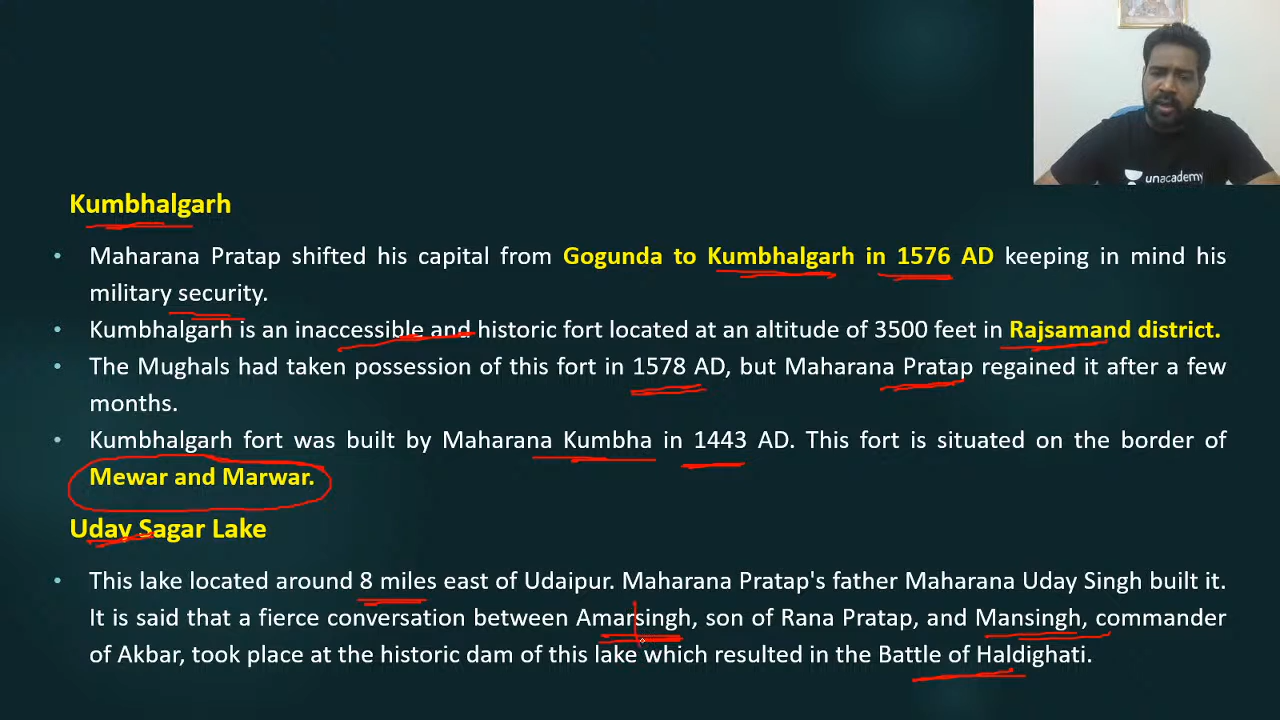 unacademy
Kumbhalgarh
• Maharana Pratap shifted his capital from Gogunda to Kumbhalgarh in 1576 AD keeping in mind his
military security.
• Kumbhalgarh is an inaccessible and historic fort located at an altitude of 3500 feet in Rajsamand district.
• The Mughals had taken possession of this fort in 1578 AD, but Maharana Pratap regained it after a few
months.
• Kumbhalgarh fort was built by Maharana Kumbha in 1443 AD. This fort is situated on the border of
Mewar and Marwar.
Uday Sagar Lake
• This lake located around 8 miles east of Udaipur. Maharana Pratap's father Maharana Uday Singh built it.
It is said that a fierce conversation between Amarsingh, son of Rana Pratap, and Mansingh, commander
of Akbar, took place at the historic dam of this lake which resulted in the Battle of Haldighati.